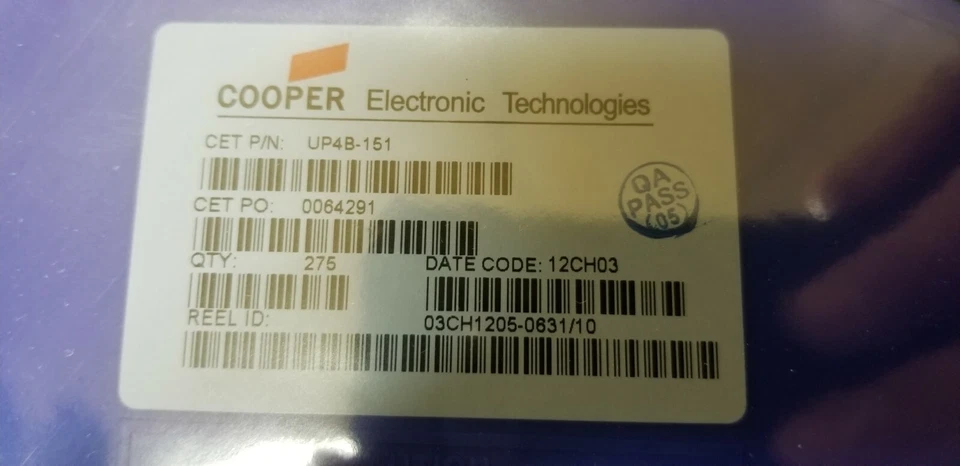 COOPER Electronic Technologies
CET P/N: UP4B-151
CET PO: 0064291
QA
PASS
(05)
QTY: 275 DATE CODE: 12CH03
REEL ID: 03CH1205-0631/10